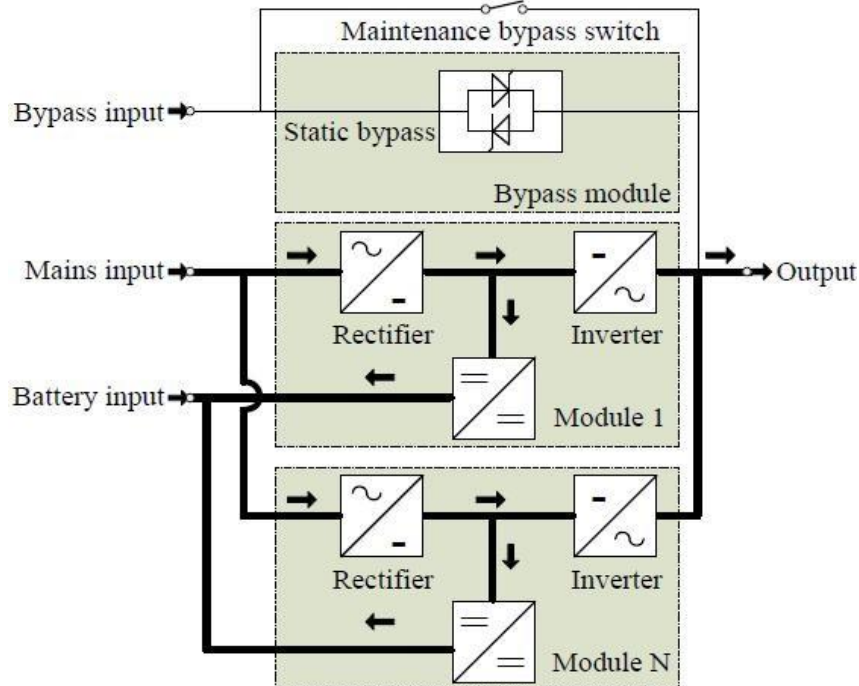 Maintenance bypass switch
Bypass input
Static bypass
Bypass module
Mains input
Output
Rectifier
Inverter
Battery input
Module 1
Rectifier
Inverter
Module N